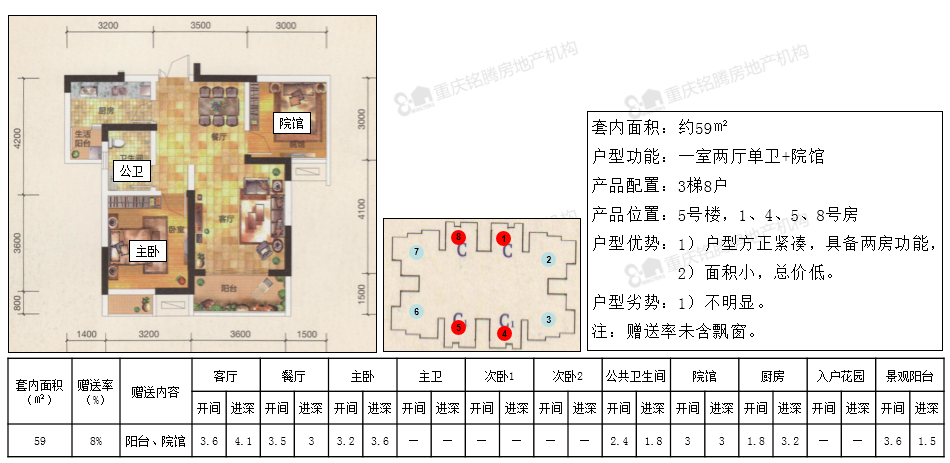 3200 3500 3000
4200
3600
800
3000
4100
1500
1400 3200 3600 1500
厨房
生活
阳台
卫生间
公卫
餐厅
院馆
院馆
客厅
卧室
主卧
阳台
8 1
C C
7 2
6 3
C C1
5 4
重庆铭腾房地产机构
重庆铭腾房地产机构
重庆铭腾房地产机构
重庆铭腾房地产机构
套内面积：约59㎡
户型功能：一室两厅单卫+院馆
产品配置：3梯8户
产品位置：5号楼，1、4、5、8号房
户型优势：1）户型方正紧凑，具备两房功能，
2）面积小，总价低。
户型劣势：1）不明显。
注：赠送率未含飘窗。
套内面积（㎡） 赠送率（%） 赠送内容 客厅 餐厅 主卧 主卫 次卧1 次卧2 公共卫生间 院馆 厨房 入户花园 景观阳台
开间 进深 开间 进深 开间 进深 开间 进深 开间 进深 开间 进深 开间 进深 开间 进深 开间 进深 开间 进深 开间 进深
59 8% 阳台、院馆 3.6 4.1 3.5 3 3.2 3.6 — — — — — — 2.4 1.8 3 3 1.8 3.2 — — 3.6 1.5